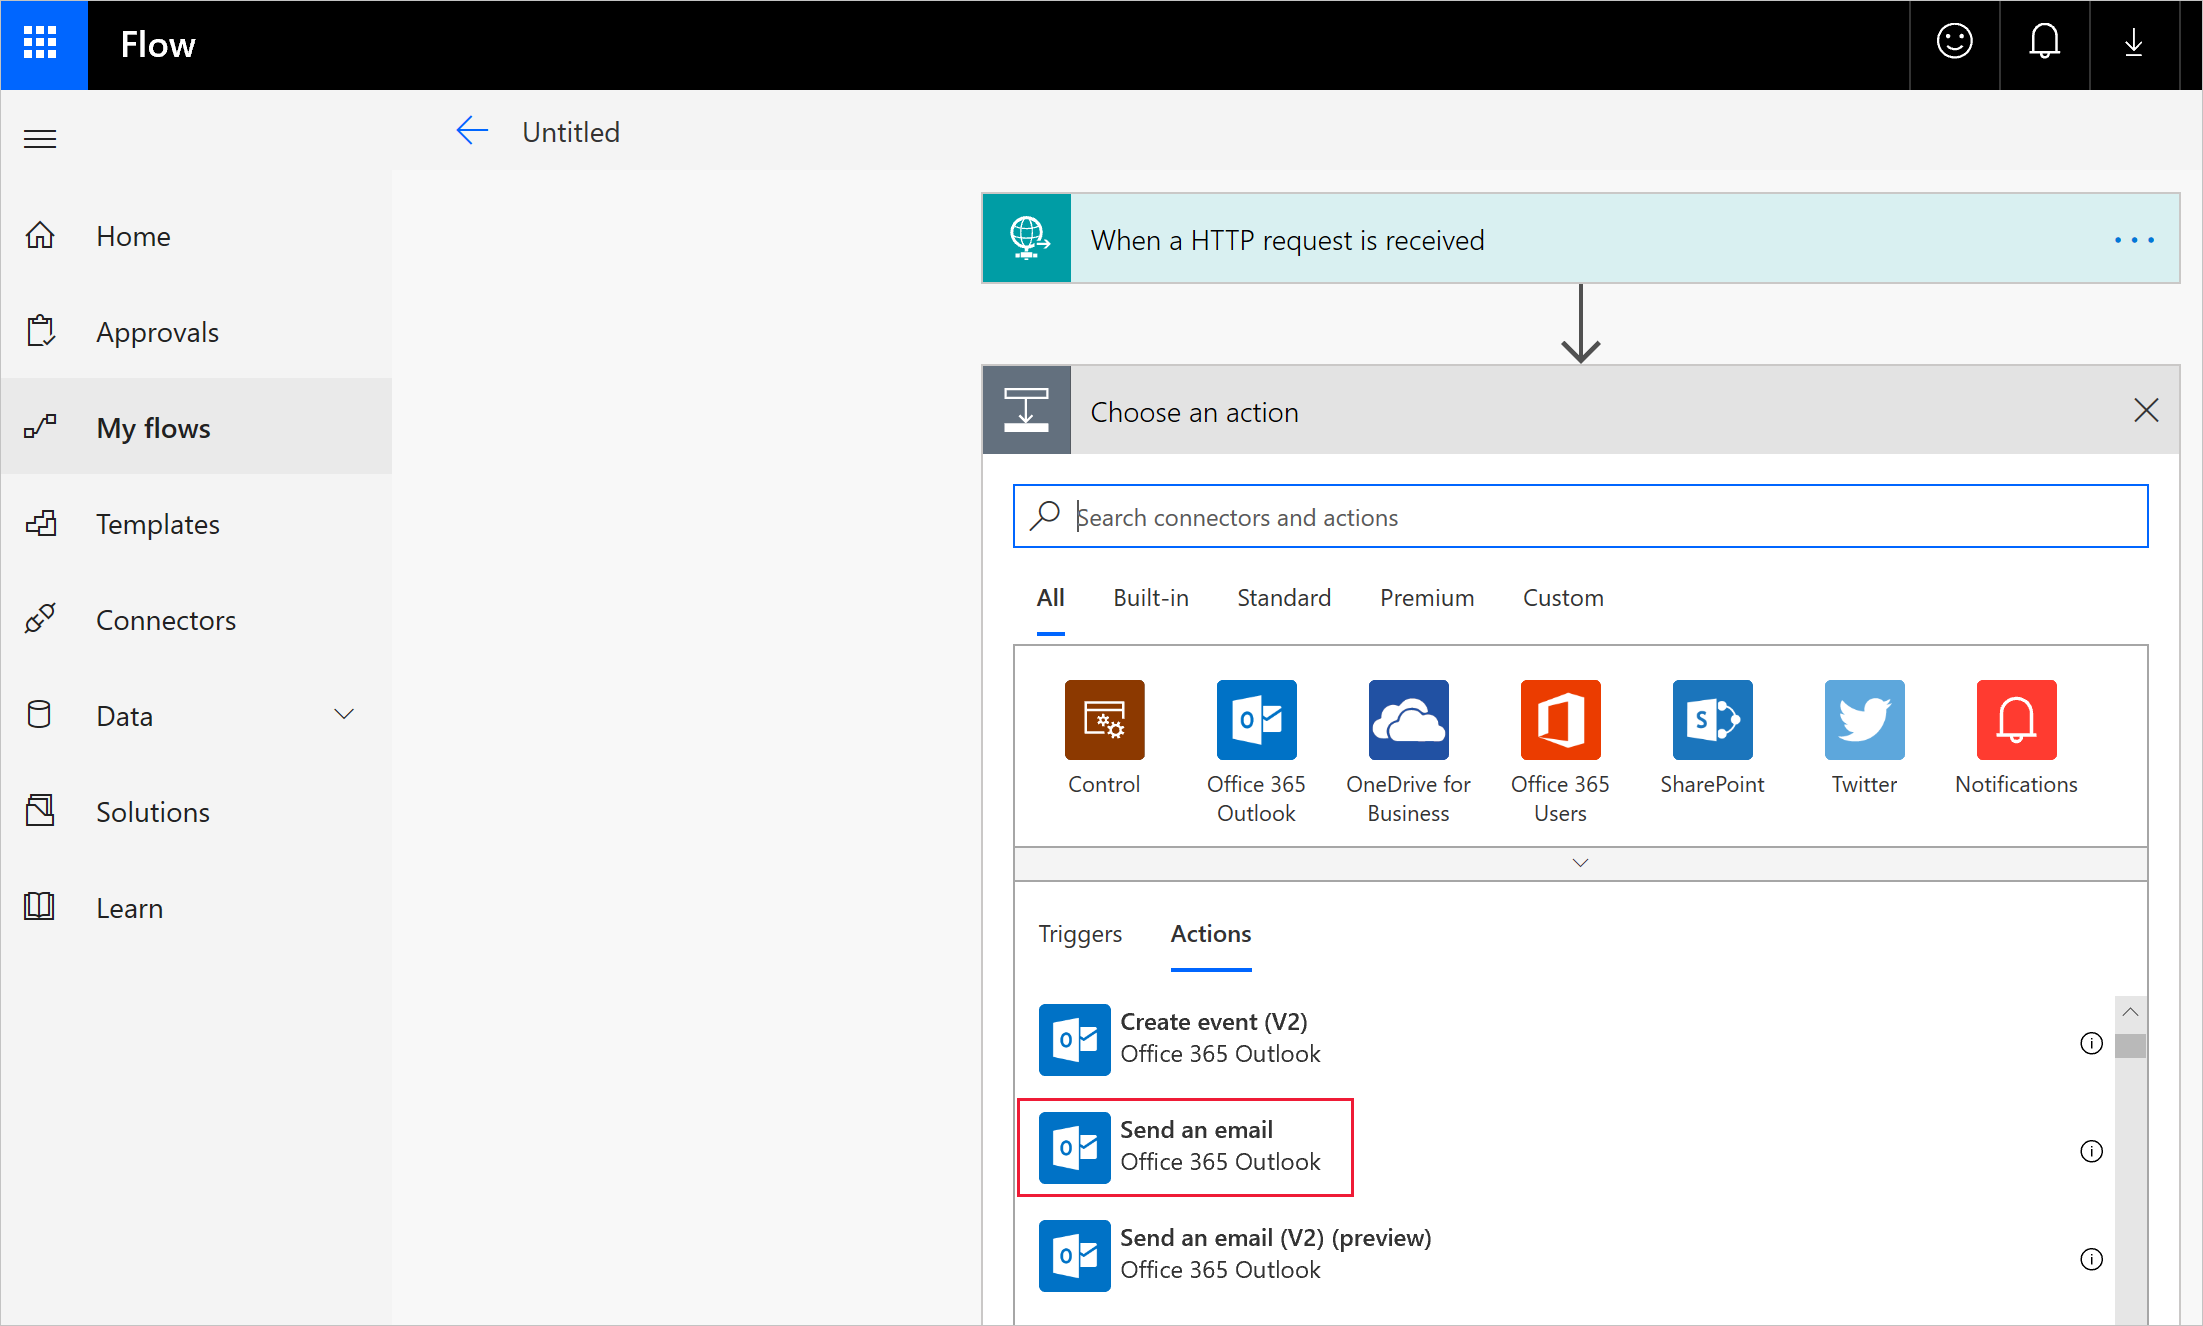 Flow
Untitled
Home
Approvals
My flows
Templates
Connectors
Data
Solutions
Learn
When a HTTP request is received
Choose an action
Search connectors and actions
All Built-in Standard Premium Custom
Control
Office 365
Outlook
OneDrive for
Business
Office 365
Users
SharePoint
Twitter
Notifications
Triggers Actions
Create event (V2)
Office 365 Outlook
Send an email
Office 365 Outlook
Send an email (V2) (preview)
Office 365 Outlook